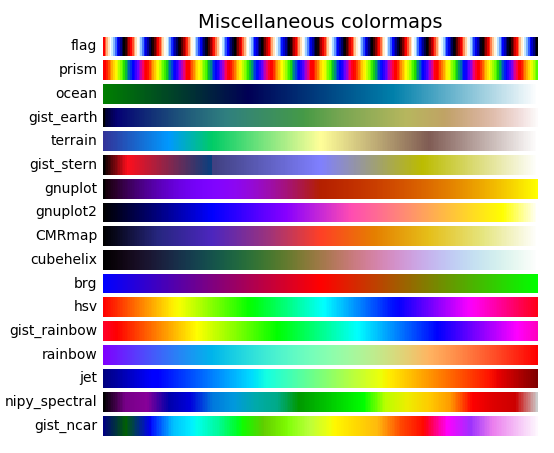 Miscellaneous colormaps
flag
prism
ocean
gist_earth
terrain
gist_stern
gnuplot
gnuplot2
CMRmap
cubehelix
brg
hsv
gist_rainbow
rainbow
jet
nipy_spectral
gist_ncar